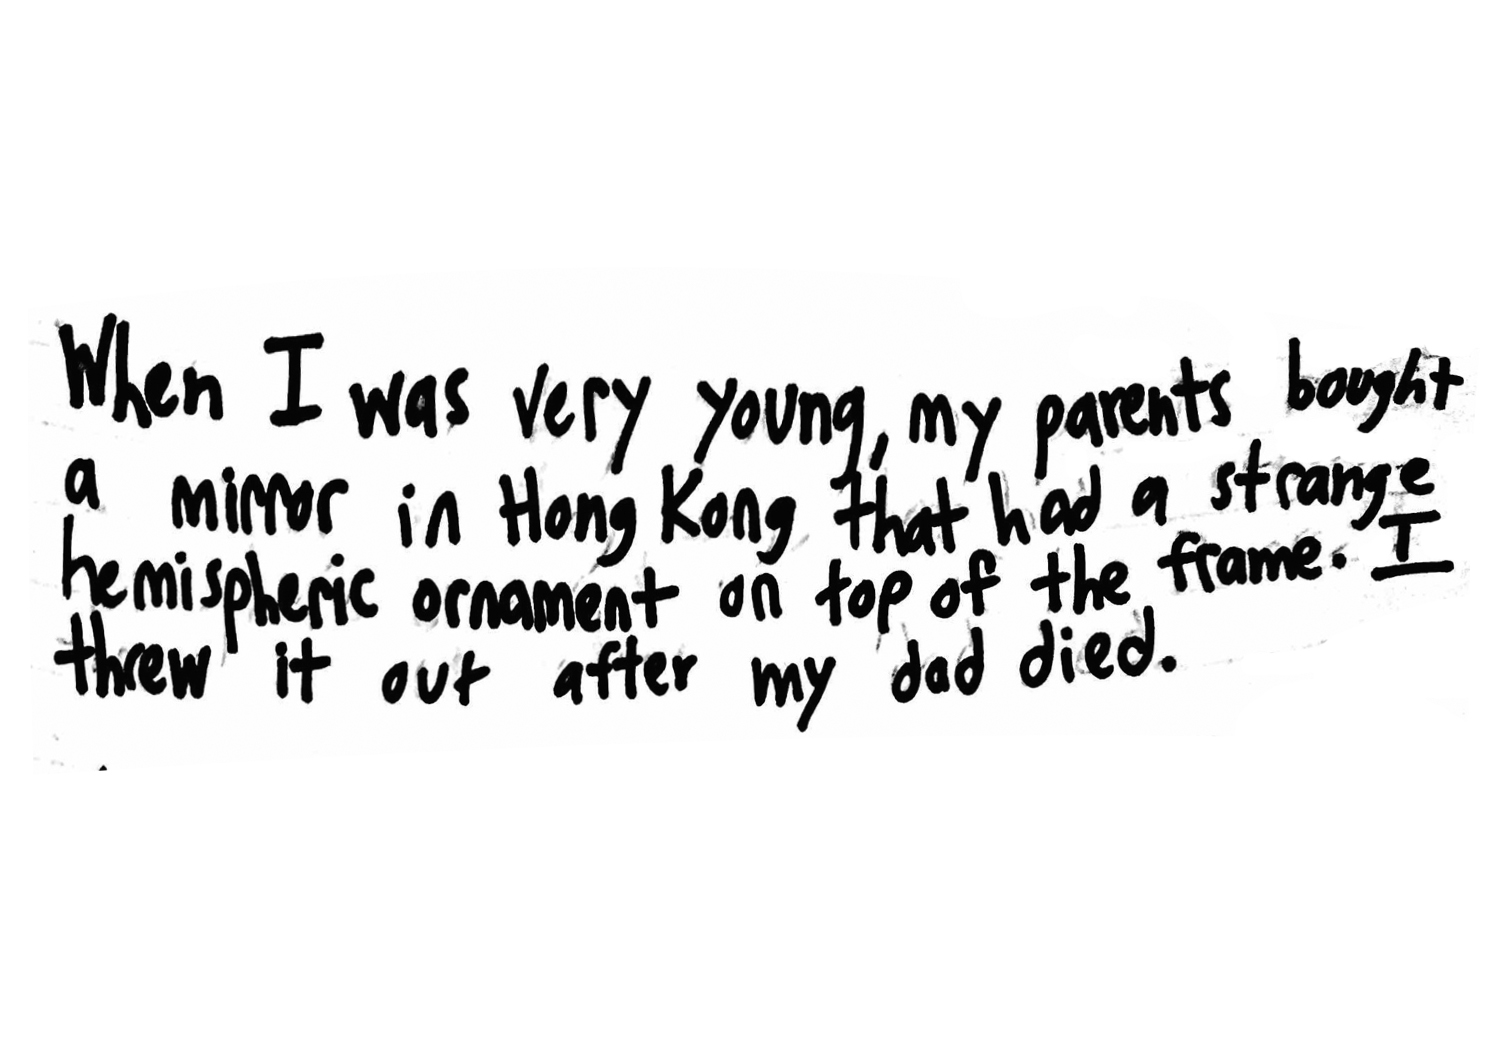 When I was very young, my parents bought
a mirror in Hong Kong that had a strange
hemispheric ornament on top of the frame. I
threw it out after my dad died.